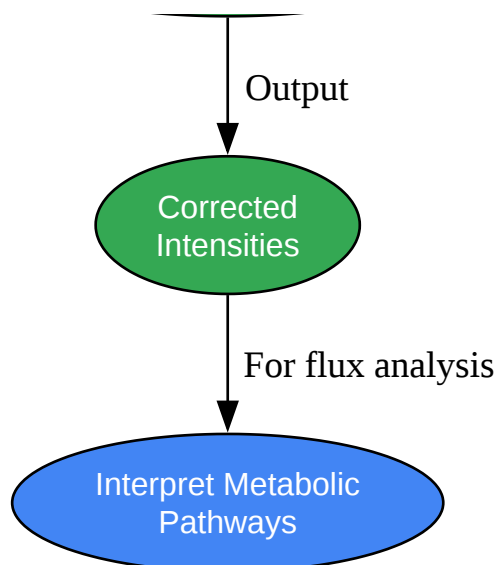 Output
Corrected
Intensities
For flux analysis
Interpret Metabolic
Pathways